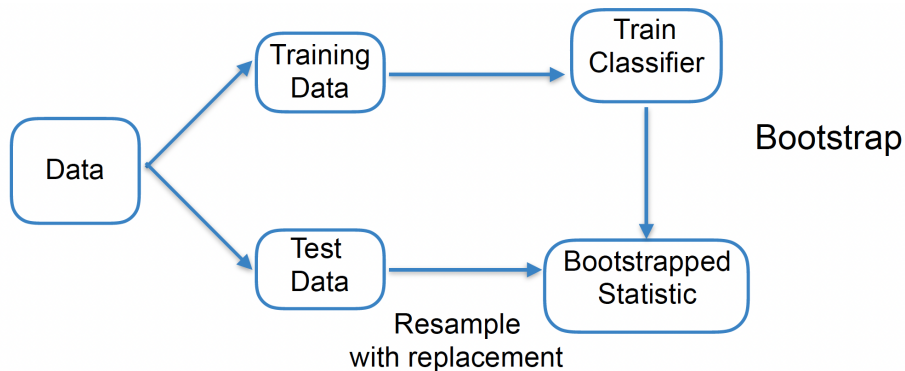 Data
Training
Data
Train
Classifier
Bootstrap
Test
Data
Bootstrapped
Statistic
Resample
with replacement